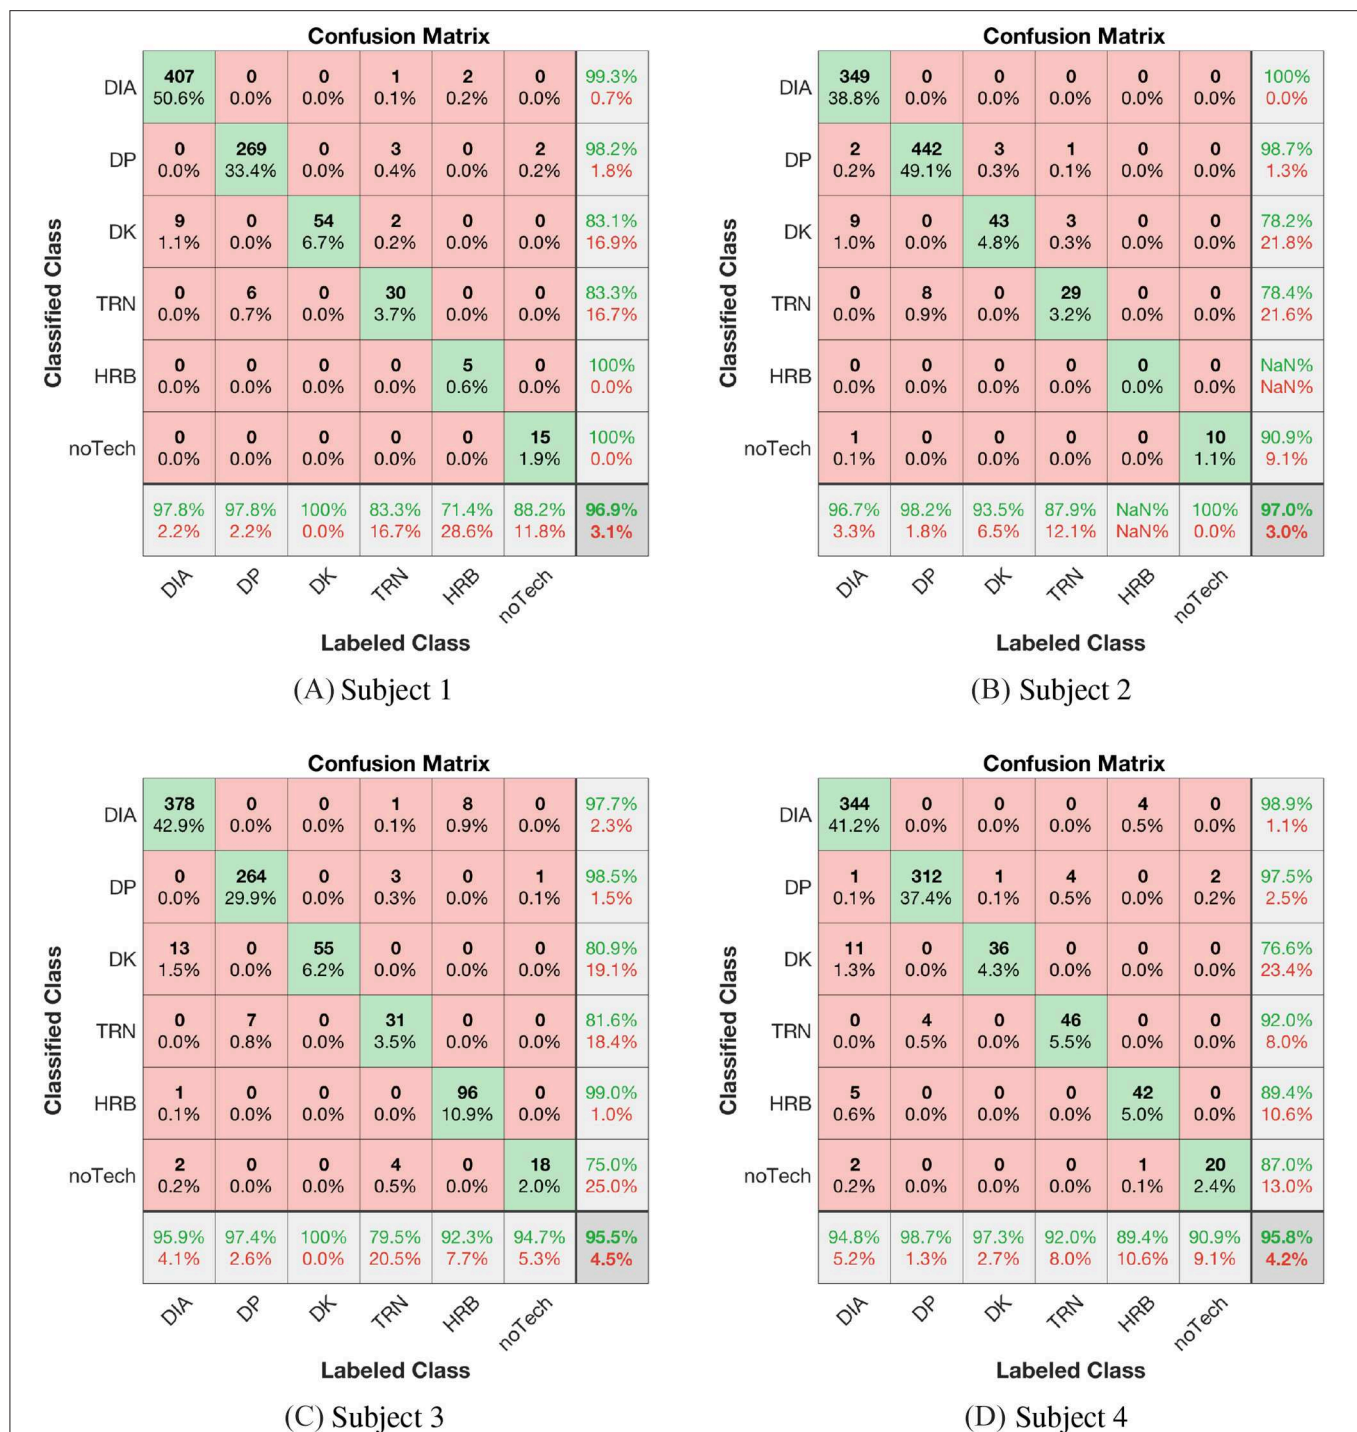 Confusion Matrix
DIA 407 0 0 1 2 0 99.3%
50.6% 0.0% 0.0% 0.1% 0.2% 0.0% 0.7%
DP 0 269 0 3 0 2 98.2%
0.0% 33.4% 0.0% 0.4% 0.0% 0.2% 1.8%
DK 9 0 54 2 0 0 83.1%
1.1% 0.0% 6.7% 0.2% 0.0% 0.0% 16.9%
TRN 0 6 0 30 0 0 83.3%
0.0% 0.7% 0.0% 3.7% 0.0% 0.0% 16.7%
HRB 0 0 0 0 5 0 100%
0.0% 0.0% 0.0% 0.0% 0.6% 0.0% 0.0%
noTech 0 0 0 0 0 15 100%
0.0% 0.0% 0.0% 0.0% 0.0% 1.9% 0.0%
97.8% 97.8% 100% 83.3% 71.4% 88.2% 96.9%
2.2% 2.2% 0.0% 16.7% 28.6% 11.8% 3.1%
DIA DP DK TRN HRB noTech
Classified Class
Labeled Class
(A) Subject 1
Confusion Matrix
DIA 349 0 0 0 0 0 100%
38.8% 0.0% 0.0% 0.0% 0.0% 0.0% 0.0%
DP 2 442 3 1 0 0 98.7%
0.2% 49.1% 0.3% 0.1% 0.0% 0.0% 1.3%
DK 9 0 43 3 0 0 78.2%
1.0% 0.0% 4.8% 0.3% 0.0% 0.0% 21.8%
TRN 0 8 0 29 0 0 78.4%
0.0% 0.9% 0.0% 3.2% 0.0% 0.0% 21.6%
HRB 0 0 0 0 0 0 NaN%
0.0% 0.0% 0.0% 0.0% 0.0% 0.0% NaN%
noTech 1 0 0 0 0 10 90.9%
0.1% 0.0% 0.0% 0.0% 0.0% 1.1% 9.1%
96.7% 98.2% 93.5% 87.9% NaN% 100% 97.0%
3.3% 1.8% 6.5% 12.1% NaN% 0.0% 3.0%
DIA DP DK TRN HRB noTech
Classified Class
Labeled Class
(B) Subject 2
Confusion Matrix
DIA 378 0 0 1 8 0 97.7%
42.9% 0.0% 0.0% 0.1% 0.9% 0.0% 2.3%
DP 0 264 0 3 0 1 98.5%
0.0% 29.9% 0.0% 0.3% 0.0% 0.1% 1.5%
DK 13 0 55 0 0 0 80.9%
1.5% 0.0% 6.2% 0.0% 0.0% 0.0% 19.1%
TRN 0 7 0 31 0 0 81.6%
0.0% 0.8% 0.0% 3.5% 0.0% 0.0% 18.4%
HRB 1 0 0 0 96 0 99.0%
0.1% 0.0% 0.0% 0.0% 10.9% 0.0% 1.0%
noTech 2 0 0 4 0 18 75.0%
0.2% 0.0% 0.0% 0.5% 0.0% 2.0% 25.0%
95.9% 97.4% 100% 79.5% 92.3% 94.7% 95.5%
4.1% 2.6% 0.0% 20.5% 7.7% 5.3% 4.5%
DIA DP DK TRN HRB noTech
Classified Class
Labeled Class
(C) Subject 3
Confusion Matrix
DIA 344 0 0 0 4 0 98.9%
41.2% 0.0% 0.0% 0.0% 0.5% 0.0% 1.1%
DP 1 312 1 4 0 2 97.5%
0.1% 37.4% 0.1% 0.5% 0.0% 0.2% 2.5%
DK 11 0 36 0 0 0 76.6%
1.3% 0.0% 4.3% 0.0% 0.0% 0.0% 23.4%
TRN 0 4 0 46 0 0 92.0%
0.0% 0.5% 0.0% 5.5% 0.0% 0.0% 8.0%
HRB 5 0 0 0 42 0 89.4%
0.6% 0.0% 0.0% 0.0% 5.0% 0.0% 10.6%
noTech 2 0 0 0 1 20 87.0%
0.2% 0.0% 0.0% 0.0% 0.1% 2.4% 13.0%
94.8% 98.7% 97.3% 92.0% 89.4% 90.9% 95.8%
5.2% 1.3% 2.7% 8.0% 10.6% 9.1% 4.2%
DIA DP DK TRN HRB noTech
Classified Class
Labeled Class
(D) Subject 4